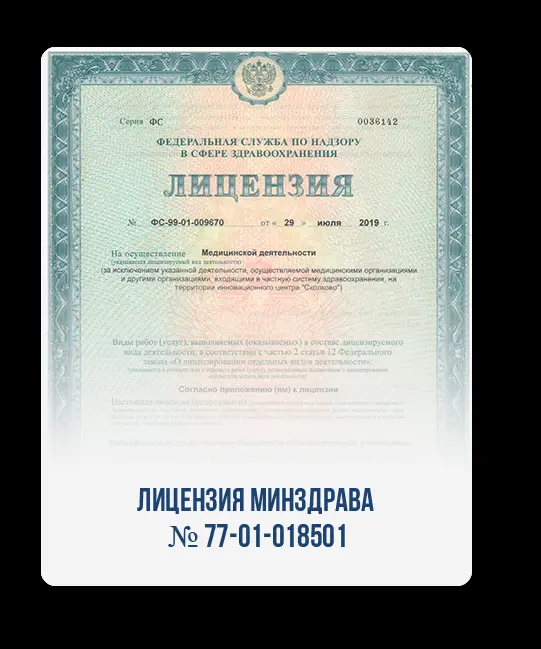 Серия ФС 0036142
ФЕДЕРАЛЬНАЯ СЛУЖБА ПО НАДЗОРУ
В СФЕРЕ ЗДРАВООХРАНЕНИЯ
ЛИЦЕНЗИЯ
№ ФС-99-01-009670 от « 29 » июля 2019 г.
На осуществление Медицинской деятельности
(указывается лицензируемый вид деятельности)
(за исключением указанной деятельности, осуществляемой медицинскими организациями
и другими организациями, входящими в частную систему здравоохранения, на
территории инновационного центра "Сколково")
Виды работ (услуг), выполняемых (оказываемых) в составе лицензируемого
вида деятельности, в соответствии с частью 2 статьи 12 Федерального
закона «О лицензировании отдельных видов деятельности»:
Согласно приложению (ям) к лицензии
Настоящая лицензия предоставлена
ЛИЦЕНЗИЯ МИНЗДРАВА
№ 77-01-018501